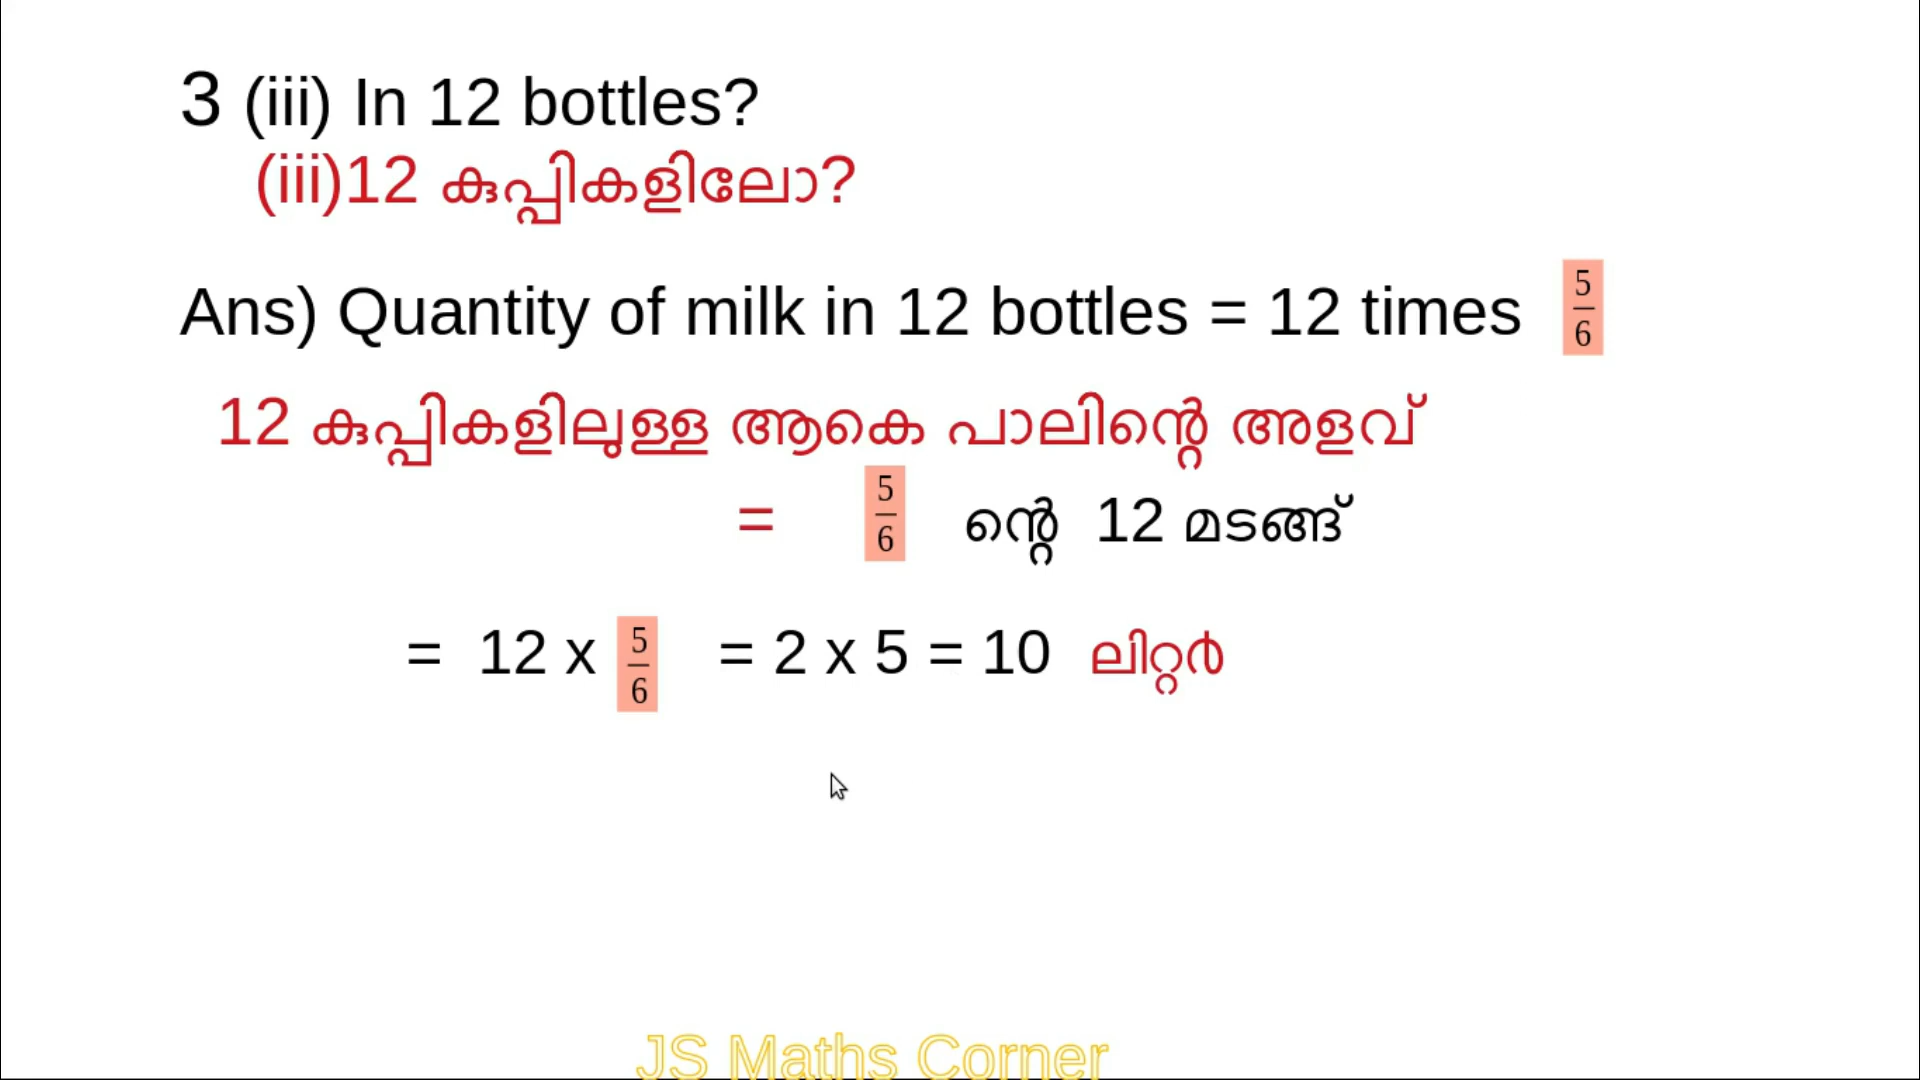 3 (iii) In 12 bottles?
(iii)12 കുപ്പികളിലോ?
Ans) Quantity of milk in 12 bottles = 12 times 5/6
12 കുപ്പികളിലുള്ള ആകെ പാലിന്റെ അളവ്
= 5/6 ന്റെ 12 മടങ്ങ്
= 12 x 5/6 = 2 x 5 = 10 ലിറ്റർ
JS Maths Corner